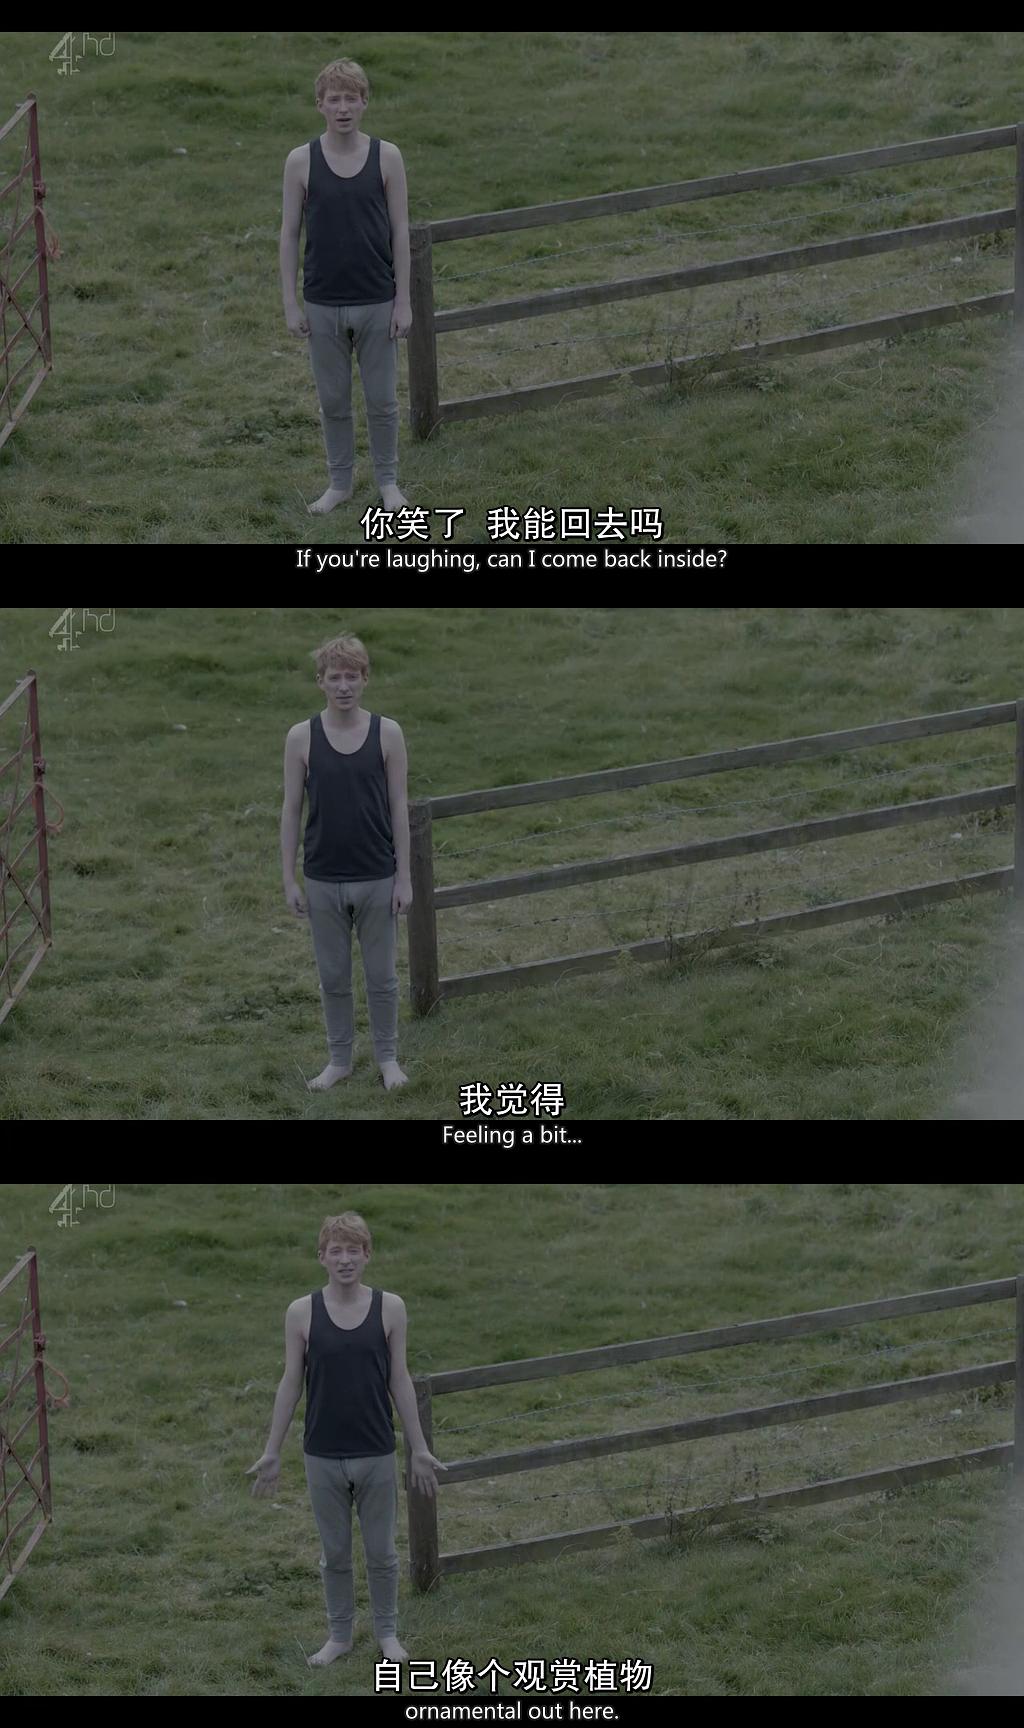 4hd
你笑了 我能回去吗
If you're laughing, can I come back inside?
4hd
我觉得
Feeling a bit...
4hd
自己像个观赏植物
ornamental out here.